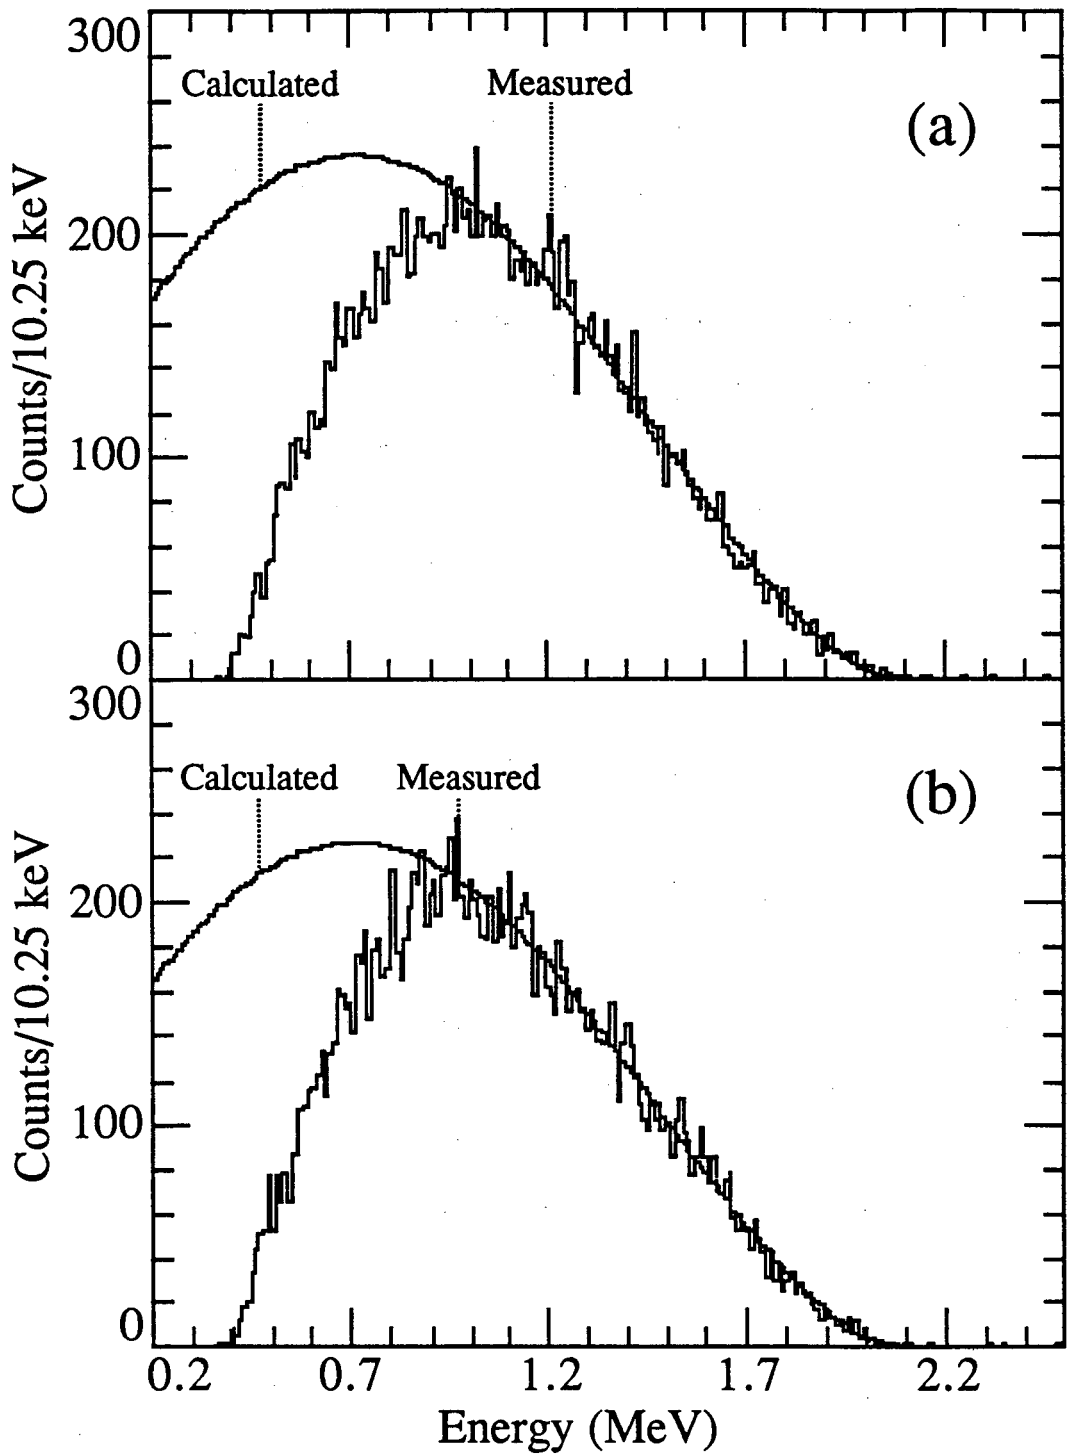 300
Calculated
Measured
(a)
200
100
0
Counts/10.25 keV
300
Calculated
Measured
(b)
200
100
0
Counts/10.25 keV
0.2 0.7 1.2 1.7 2.2
Energy (MeV)